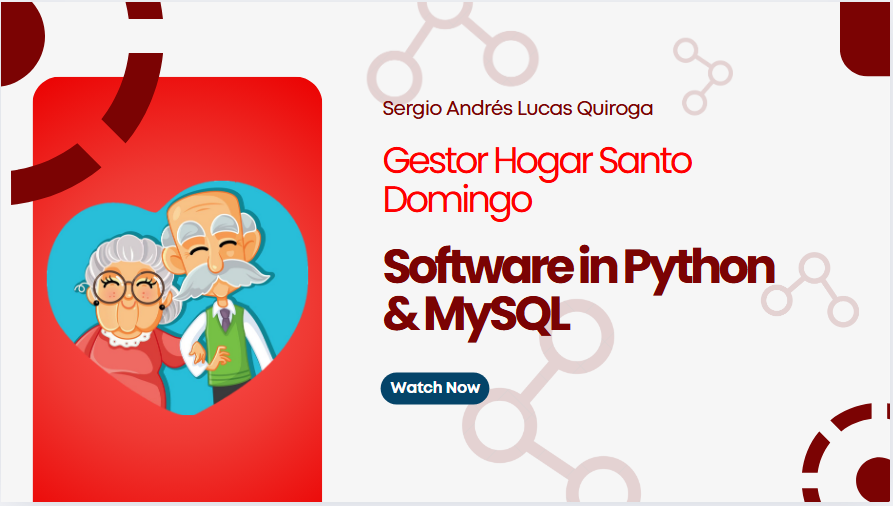 Sergio Andrés Lucas Quiroga
Gestor Hogar Santo
Domingo
Software in Python
& MySQL
Watch Now